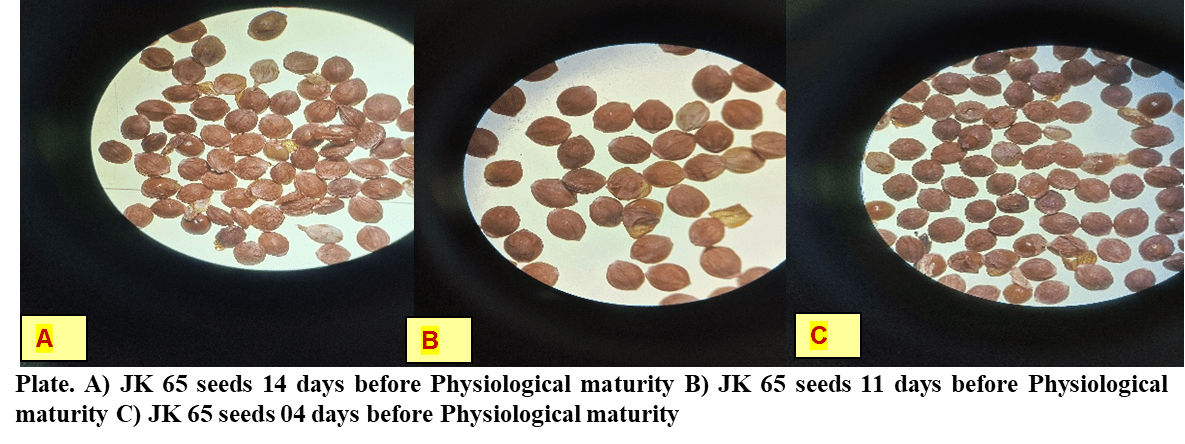 A
B
C
Plate. A) JK 65 seeds 14 days before Physiological maturity B) JK 65 seeds 11 days before Physiological
maturity C) JK 65 seeds 04 days before Physiological maturity